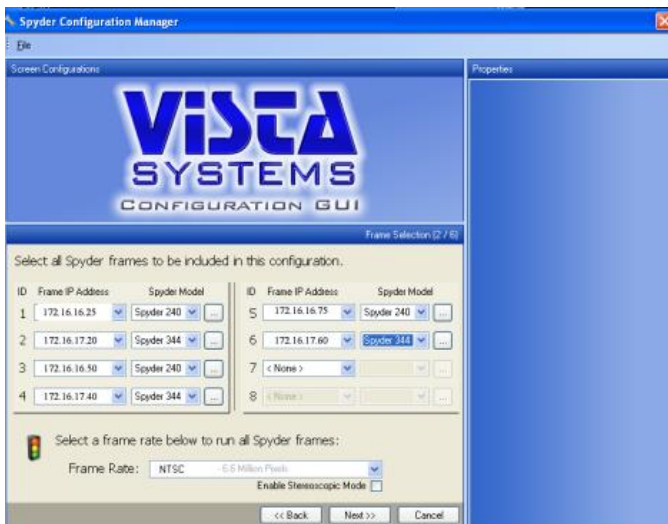 Spyder Configuration Manager
File
Screen Configurations
Properties
VISTA
SYSTEMS
CONFIGURATION GUI
Frame Selection (2 / 6)
Select all Spyder frames to be included in this configuration.
ID Frame IP Address Spyder Model ID Frame IP Address Spyder Model
1 172.16.16.25 Spyder 240 ... 5 172.16.16.75 Spyder 240 ...
2 172.16.17.20 Spyder 344 ... 6 172.16.17.60 Spyder 344 ...
3 172.16.16.50 Spyder 240 ... 7 < None > ...
4 172.16.17.40 Spyder 344 ... 8 < None > ...
Select a frame rate below to run all Spyder frames:
Frame Rate: NTSC - 6.6 Million Pixels
Enable Stereoscopic Mode
<< Back Next >> Cancel